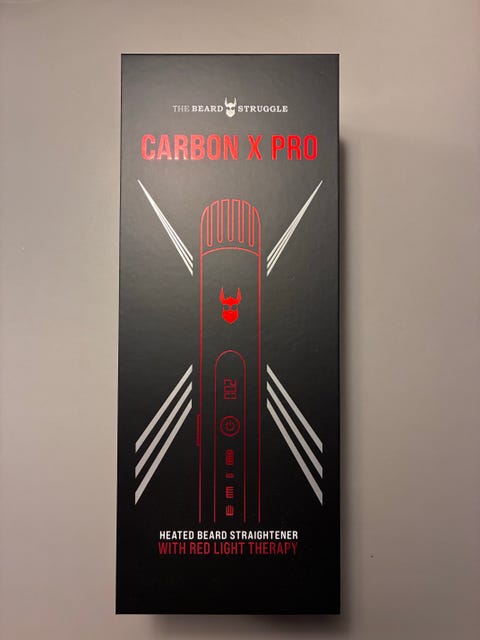 THE BEARD STRUGGLE
CARBON X PRO
HEATED BEARD STRAIGHTENER
WITH RED LIGHT THERAPY